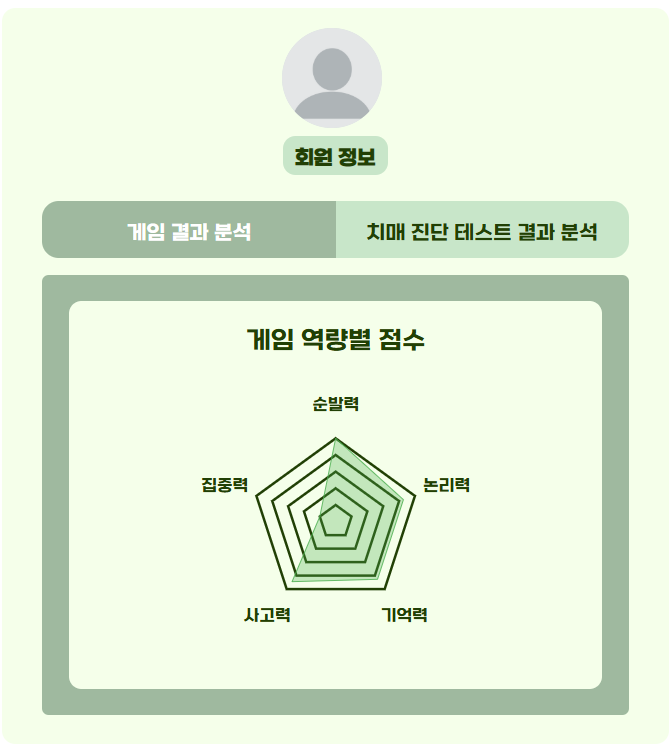 회원 정보
게임 결과 분석
치매 진단 테스트 결과 분석
게임 역량별 점수
순발력
집중력
논리력
사고력
기억력